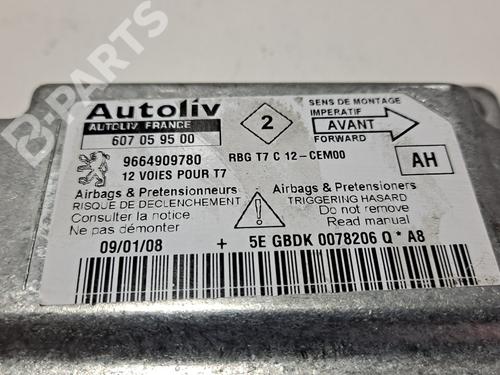 B-PARTS
Autoliv
AUTOLIV FRANCE
607 05 95 00
2
SENS DE MONTAGE
IMPERATIF
AVANT
FORWARD
9664909780
12 VOIES POUR T7
RBG T7 C 12-CEM00
AH
Airbags & Pretensionneurs
RISQUE DE DECLENCHEMENT
Consulter la notice
Ne pas démonter
Airbags & Pretensioners
TRIGGERING HASARD
Do not remove
Read manual
09/01/08 + 5E GBDK 0078206 Q * A8